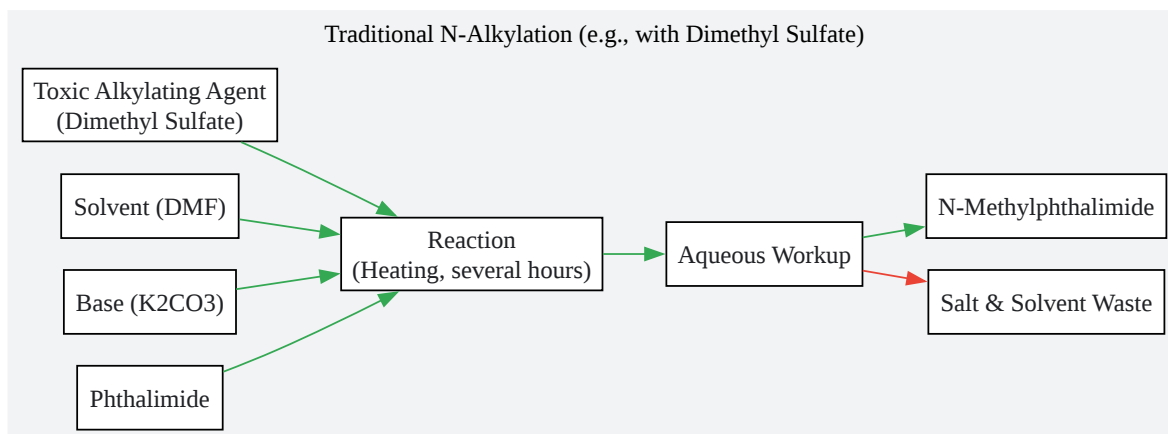 Traditional N-Alkylation (e.g., with Dimethyl Sulfate)
Toxic Alkylating Agent
(Dimethyl Sulfate)
Solvent (DMF)
Base (K2CO3)
Phthalimide
Reaction
(Heating, several hours)
Aqueous Workup
N-Methylphthalimide
Salt & Solvent Waste